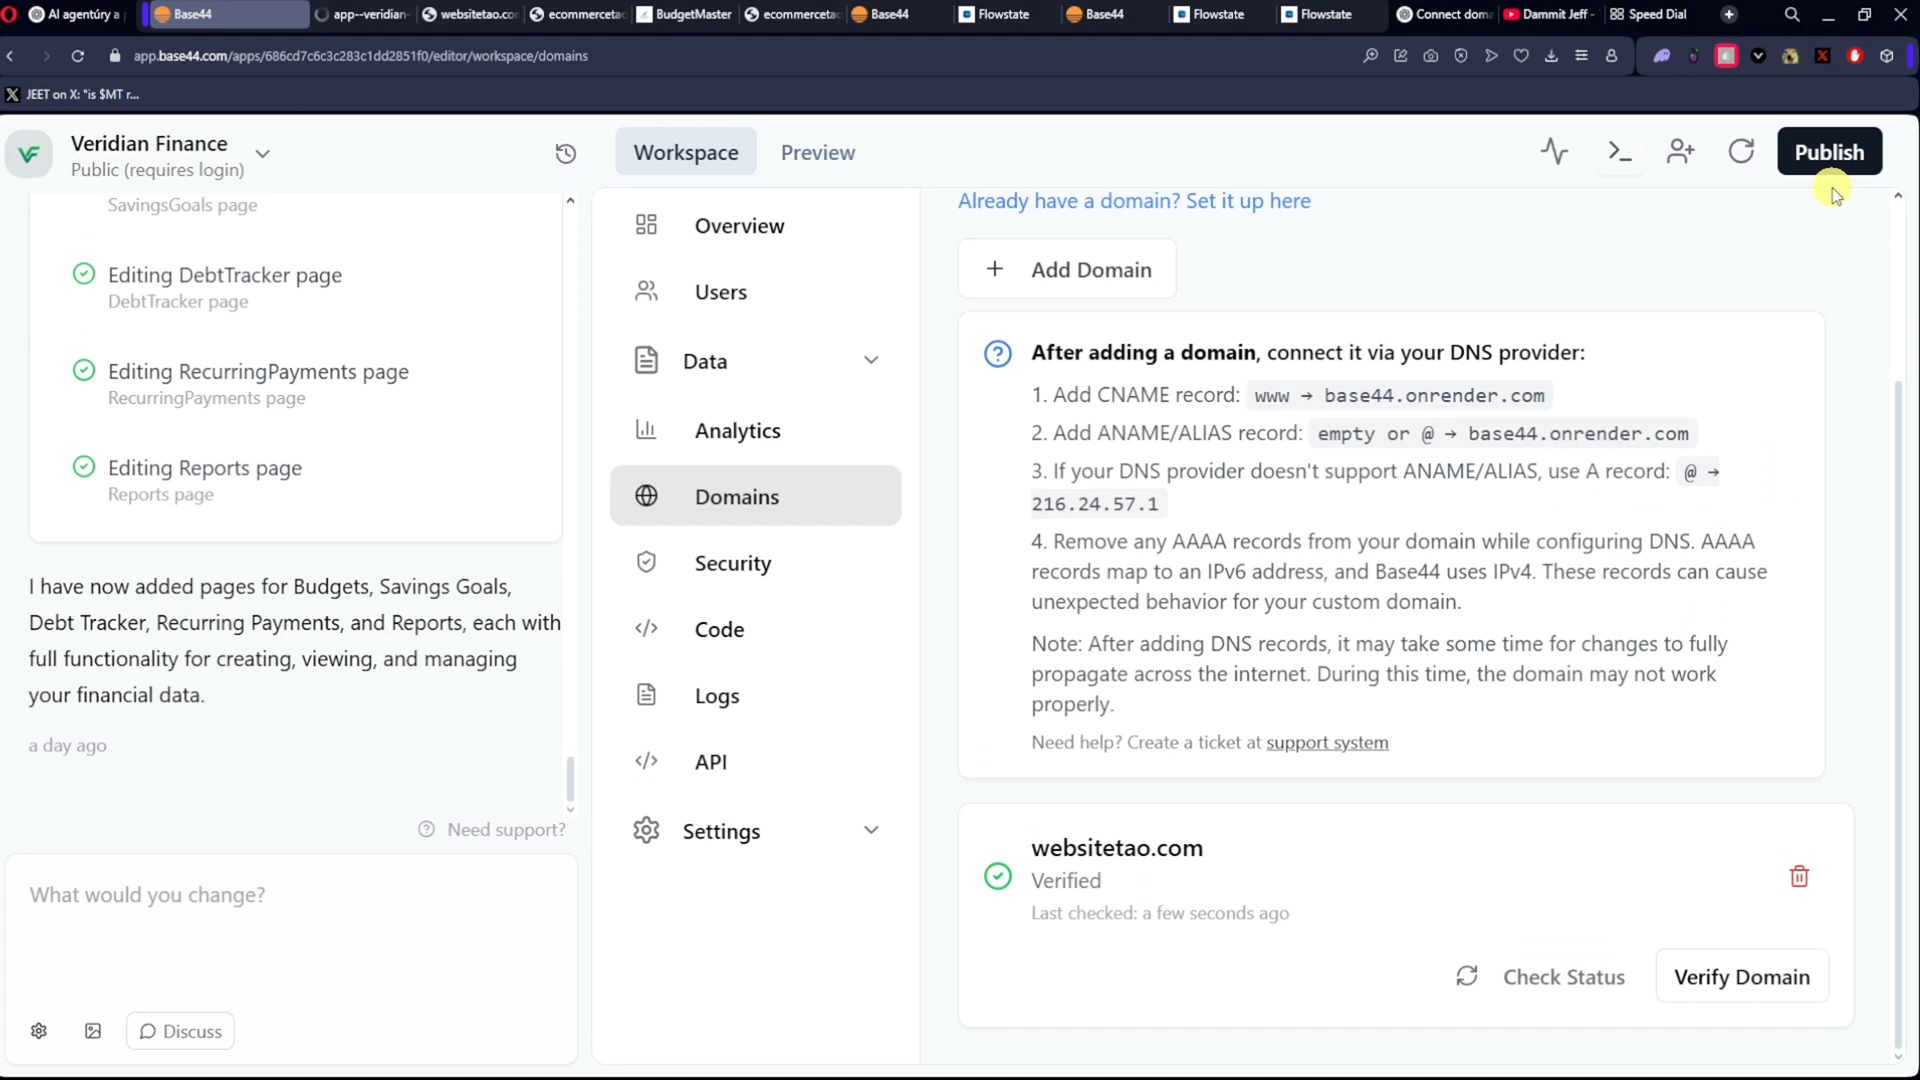 AI agentúry a
Base44
app--veridian-
websitetao.co
ecommerceta
BudgetMaster
ecommerceta
Base44
Flowstate
Base44
Flowstate
Flowstate
Connect dom
Dammit Jeff -
Speed Dial
app.base44.com/apps/686cd7c6c3c283c1dd2851f0/editor/workspace/domains
JEET on X: "is $MT r...
Veridian Finance
Public (requires login)
Workspace
Preview
Publish
SavingsGoals page
Editing DebtTracker page
DebtTracker page
Editing RecurringPayments page
RecurringPayments page
Editing Reports page
Reports page
I have now added pages for Budgets, Savings Goals,
Debt Tracker, Recurring Payments, and Reports, each with
full functionality for creating, viewing, and managing
your financial data.
a day ago
Need support?
What would you change?
Discuss
Overview
Users
Data
Analytics
Domains
Security
Code
Logs
API
Settings
Already have a domain? Set it up here
+ Add Domain
After adding a domain, connect it via your DNS provider:
1. Add CNAME record: www → base44.onrender.com
2. Add ANAME/ALIAS record: empty or @ → base44.onrender.com
3. If your DNS provider doesn't support ANAME/ALIAS, use A record: @ →
216.24.57.1
4. Remove any AAAA records from your domain while configuring DNS. AAAA
records map to an IPv6 address, and Base44 uses IPv4. These records can cause
unexpected behavior for your custom domain.
Note: After adding DNS records, it may take some time for changes to fully
propagate across the internet. During this time, the domain may not work
properly.
Need help? Create a ticket at support system
websitetao.com
Verified
Last checked: a few seconds ago
Check Status
Verify Domain